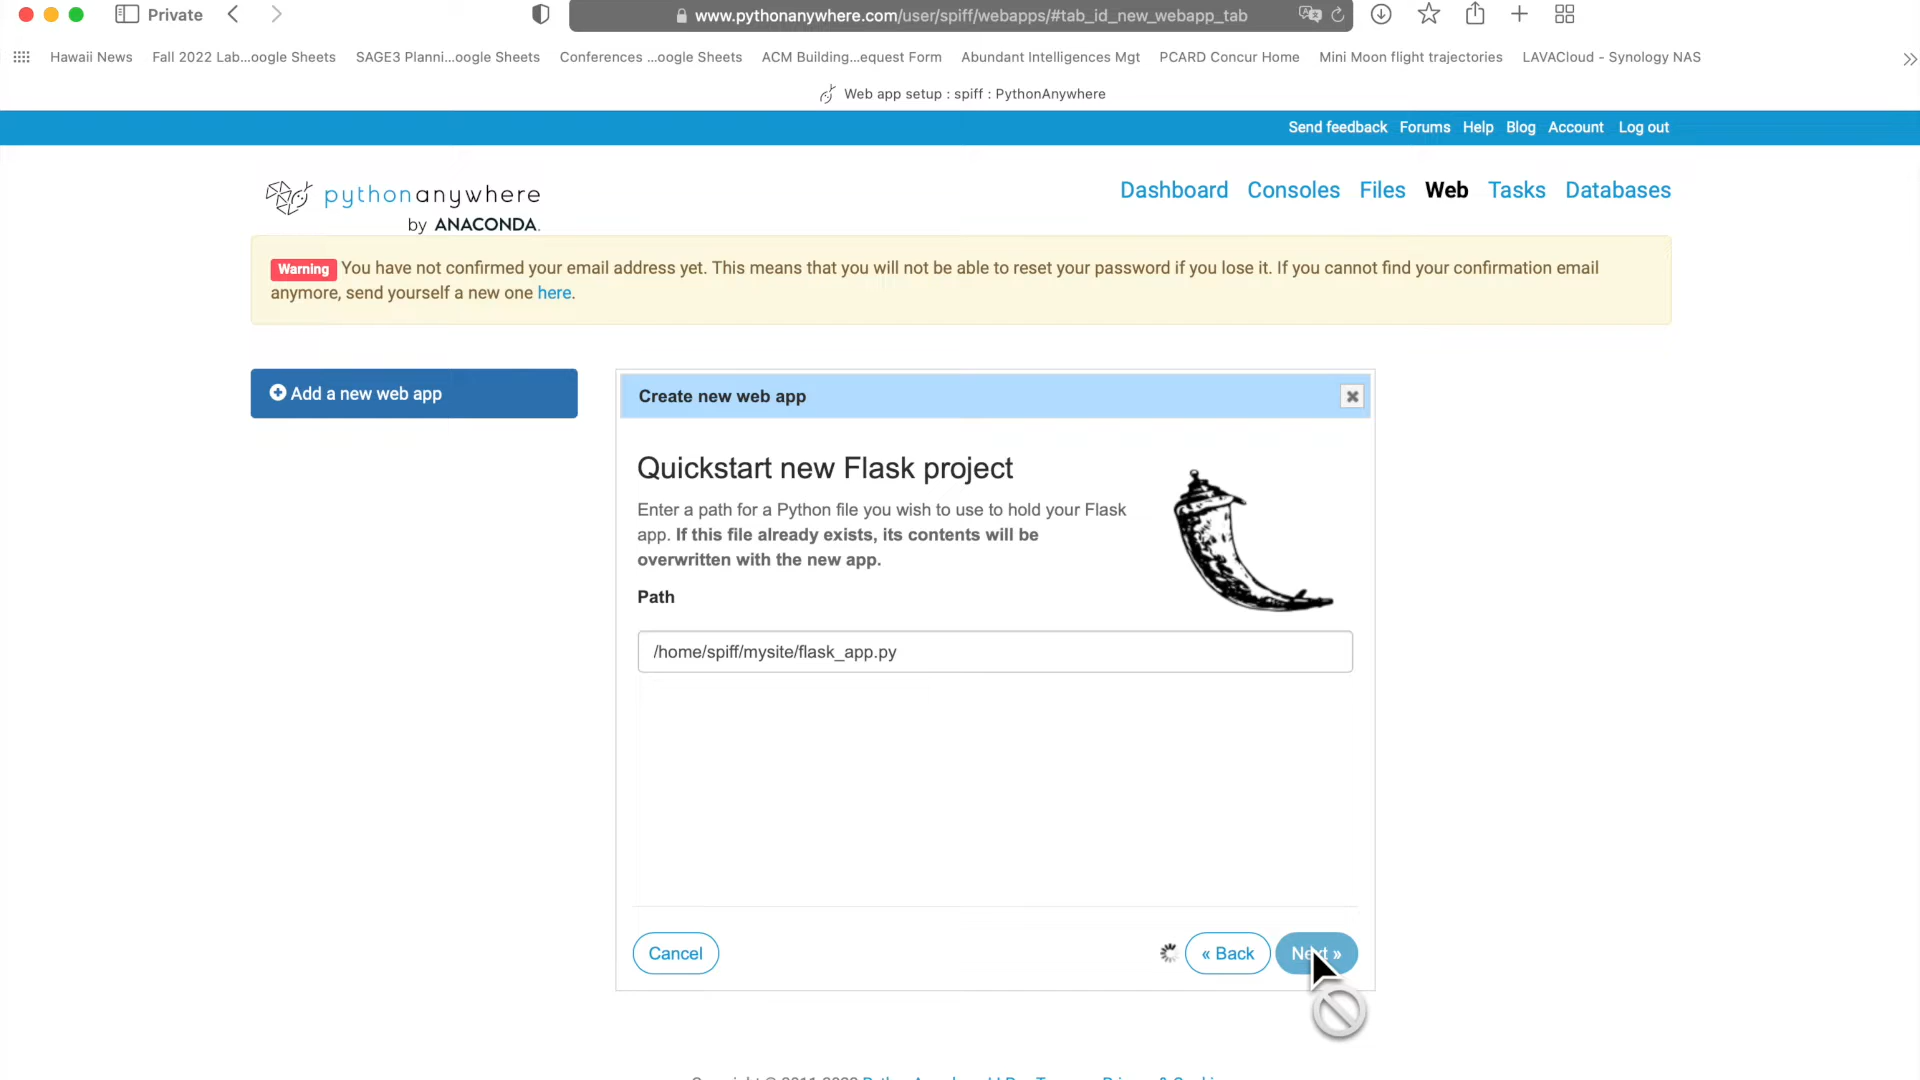 Private
www.pythonanywhere.com/user/spiff/webapps/#tab_id_new_webapp_tab
Hawaii News
Fall 2022 Lab...oogle Sheets
SAGE3 Planni...oogle Sheets
Conferences ...oogle Sheets
ACM Building...equest Form
Abundant Intelligences Mgt
PCARD Concur Home
Mini Moon flight trajectories
LAVACloud - Synology NAS
Web app setup : spiff : PythonAnywhere
Send feedback Forums Help Blog Account Log out
pythonanywhere
by ANACONDA.
Dashboard Consoles Files Web Tasks Databases
Warning You have not confirmed your email address yet. This means that you will not be able to reset your password if you lose it. If you cannot find your confirmation email
anymore, send yourself a new one here.
Add a new web app
Create new web app
Quickstart new Flask project
Enter a path for a Python file you wish to use to hold your Flask
app. If this file already exists, its contents will be
overwritten with the new app.
Path
/home/spiff/mysite/flask_app.py
Cancel
« Back
Next »